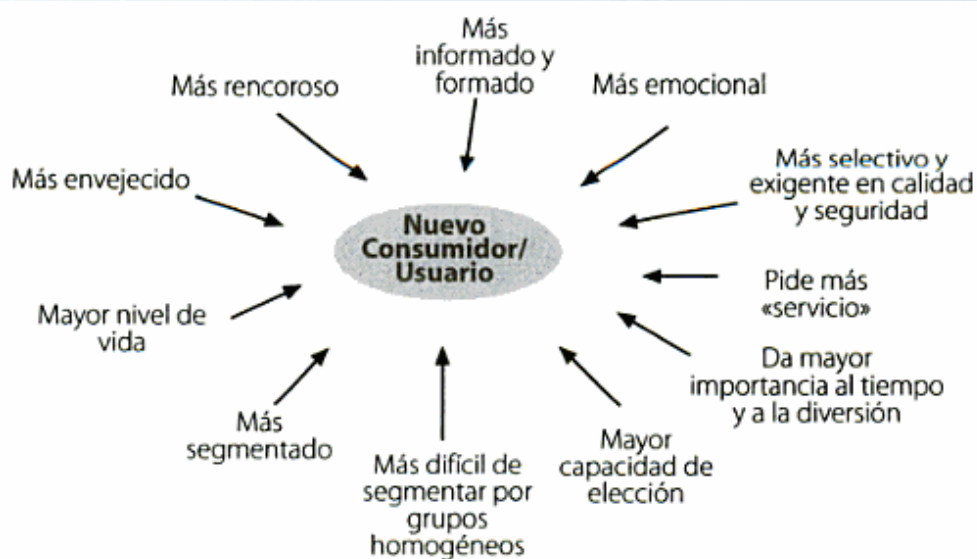 Más
informado y
formado
Más emocional
Más selectivo y
exigente en calidad
y seguridad
Pide más
«servicio»
Da mayor
importancia al tiempo
y a la diversión
Mayor
capacidad de
elección
Más difícil de
segmentar por
grupos
homogéneos
Más
segmentado
Mayor nivel de
vida
Más envejecido
Más rencoroso
Nuevo
Consumidor/
Usuario